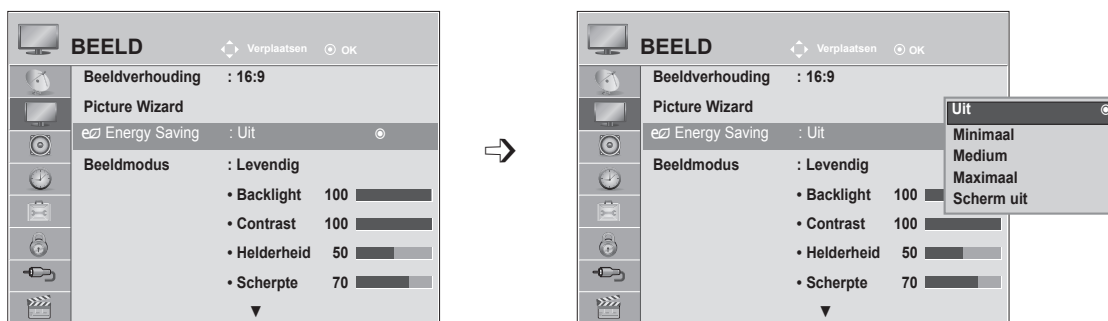 BEELD Verplaatsen OK
Beeldverhouding : 16:9
Picture Wizard
Energy Saving : Uit
Beeldmodus : Levendig
• Backlight 100
• Contrast 100
• Helderheid 50
• Scherpte 70
BEELD Verplaatsen OK
Beeldverhouding : 16:9
Picture Wizard
Energy Saving : Uit
Beeldmodus : Levendig
• Backlight 100
• Contrast 100
• Helderheid 50
• Scherpte 70
Uit
Minimaal
Medium
Maximaal
Scherm uit